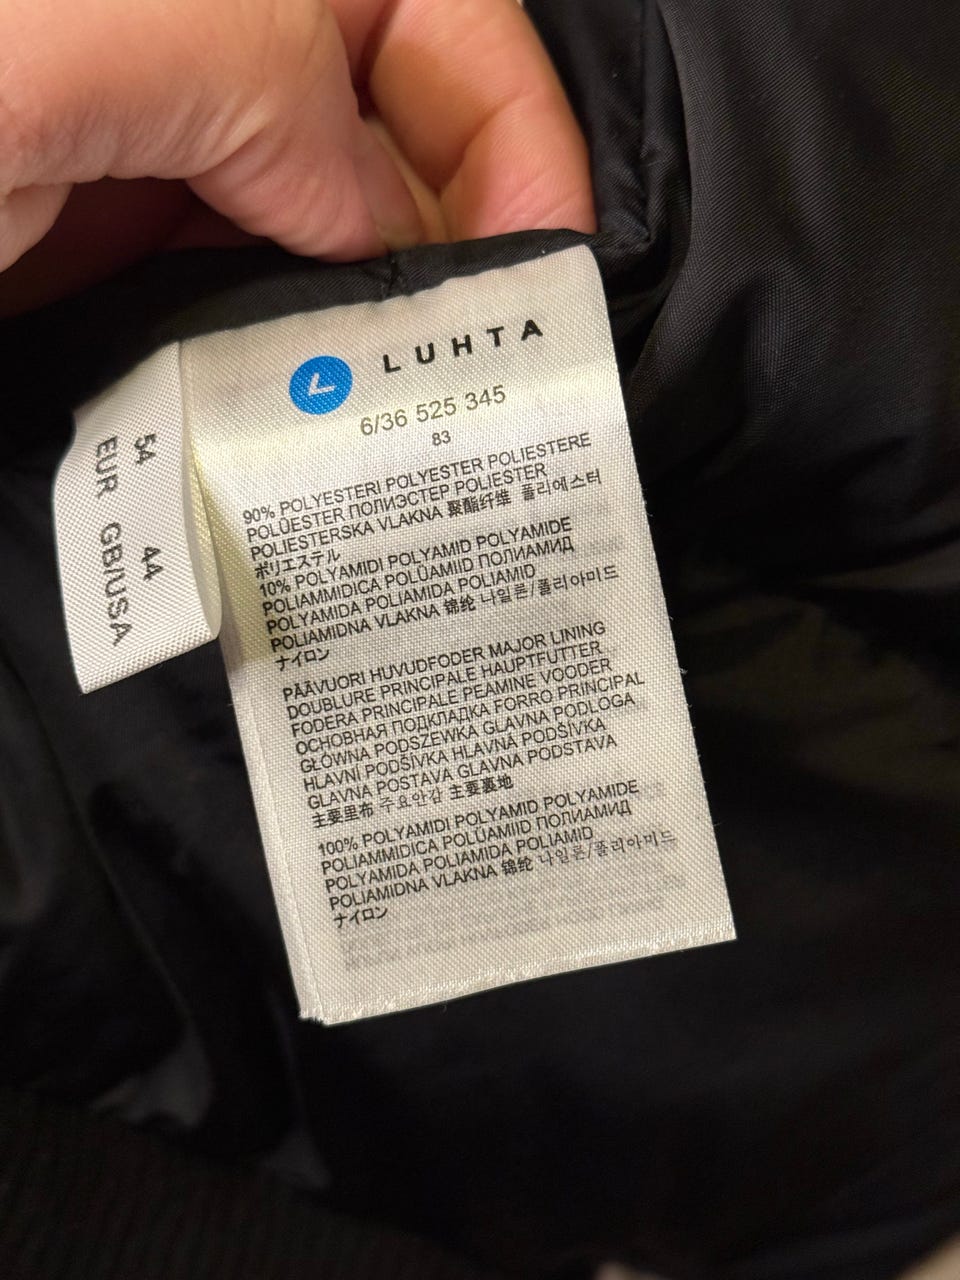 LUHTA
6/36 525 345
83
90% POLYESTERI POLYESTER POLIESTERE
POLÜESTER ПОЛИЭСТЕР POLIESTER
POLIESTERSKA VLAKNA 聚酯纤维 폴리에스터
ポリエステル
10% POLYAMIDI POLYAMID POLYAMIDE
POLIAMMIDICA POLÜAMIID ПОЛИАМИД
POLYAMIDA POLIAMIDA POLIAMID
POLIAMIDNA VLAKNA 锦纶 나일론/폴리아미드
ナイロン
PÄÄVUORI HUVUDFODER MAJOR LINING
DOUBLURE PRINCIPALE HAUPTFUTTER
FODERA PRINCIPALE PEAMINE VOODER
ОСНОВНАЯ ПОДКЛАДКА FORRO PRINCIPAL
GŁÓWNA PODSZEWKA GLAVNA PODLOGA
HLAVNÍ PODŠÍVKA HLAVNÁ PODŠÍVKA
GLAVNA POSTAVA GLAVNA PODSTAVA
主要里布 주요안감 主要裏地
100% POLYAMIDI POLYAMID POLYAMIDE
POLIAMMIDICA POLÜAMIID ПОЛИАМИД
POLYAMIDA POLIAMIDA POLIAMID
POLIAMIDNA VLAKNA 锦纶 나일론/폴리아미드
ナイロン
54 44
EUR GB/USA